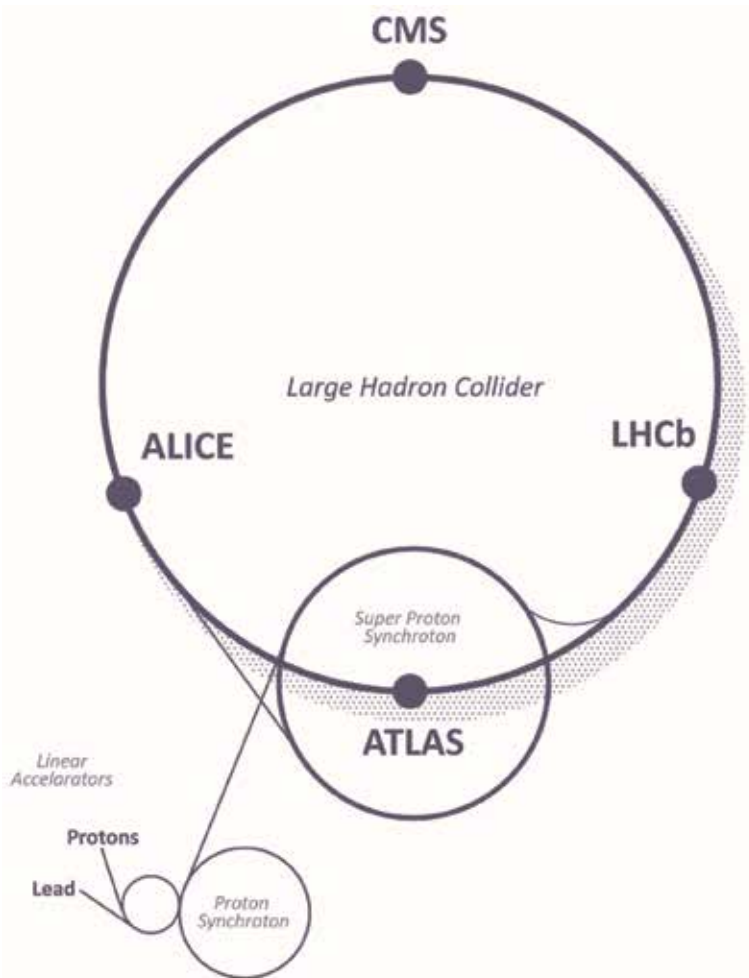 CMS
Large Hadron Collider
ALICE
LHCb
Super Proton
Synchroton
ATLAS
Linear
Accelarators
Protons
Lead
Proton
Synchroton